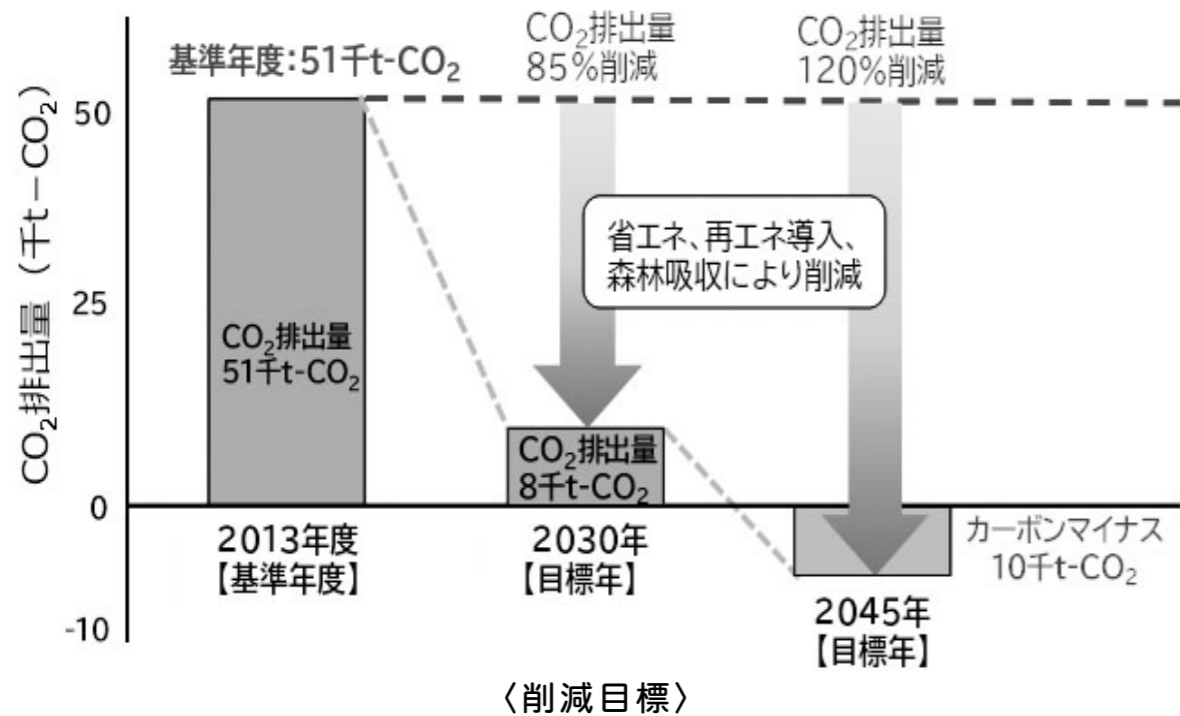 CO₂排出量
85%削減
CO₂排出量
120%削減
基準年度:51千t-CO₂
CO₂排出量(千t-CO₂)
50
25
0
-10
省エネ、再エネ導入、
森林吸収により削減
CO₂排出量
51千t-CO₂
CO₂排出量
8千t-CO₂
カーボンマイナス
10千t-CO₂
2013年度
【基準年度】
2030年
【目標年】
2045年
【目標年】
〈削減目標〉